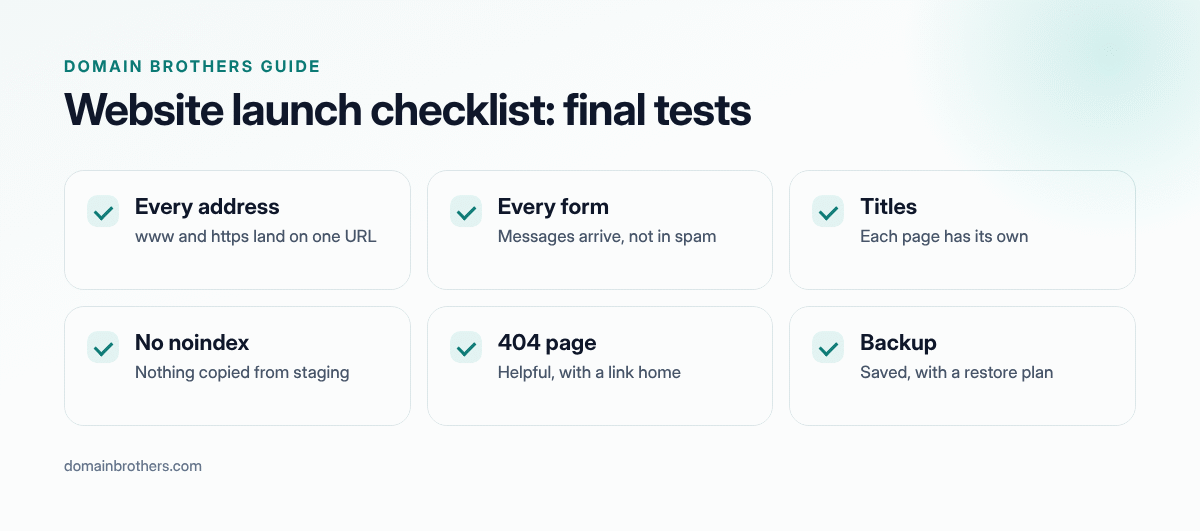 DOMAIN BROTHERS GUIDE
Website launch checklist: final tests
Every address
www and https land on one URL
Every form
Messages arrive, not in spam
Titles
Each page has its own
No noindex
Nothing copied from staging
404 page
Helpful, with a link home
Backup
Saved, with a restore plan
domainbrothers.com